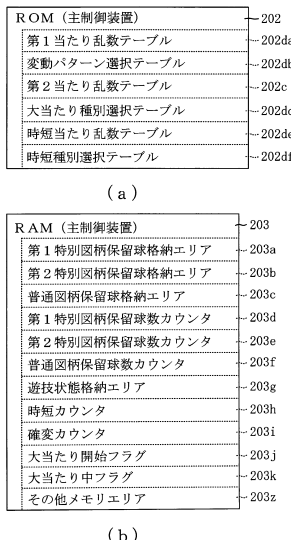 ROM（主制御装置） 202
第１当たり乱数テーブル 202da
変動パターン選択テーブル 202db
第２当たり乱数テーブル 202c
大当たり種別選択テーブル 202dc
時短当たり乱数テーブル 202de
時短種別選択テーブル 202df
（a）
RAM（主制御装置） 203
第１特別図柄保留球格納エリア 203a
第２特別図柄保留球格納エリア 203b
普通図柄保留球格納エリア 203c
第１特別図柄保留球数カウンタ 203d
第２特別図柄保留球数カウンタ 203e
普通図柄保留球数カウンタ 203f
遊技状態格納エリア 203g
時短カウンタ 203h
確変カウンタ 203i
大当たり開始フラグ 203j
大当たり中フラグ 203k
その他メモリエリア 203z
（b）